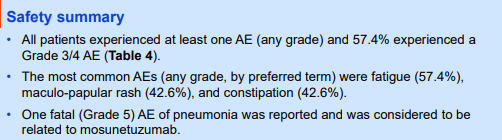 Safety summary
• All patients experienced at least one AE (any grade) and 57.4% experienced a
Grade 3/4 AE (Table 4).
• The most common AEs (any grade, by preferred term) were fatigue (57.4%),
maculo-papular rash (42.6%), and constipation (42.6%).
• One fatal (Grade 5) AE of pneumonia was reported and was considered to be
related to mosunetuzumab.